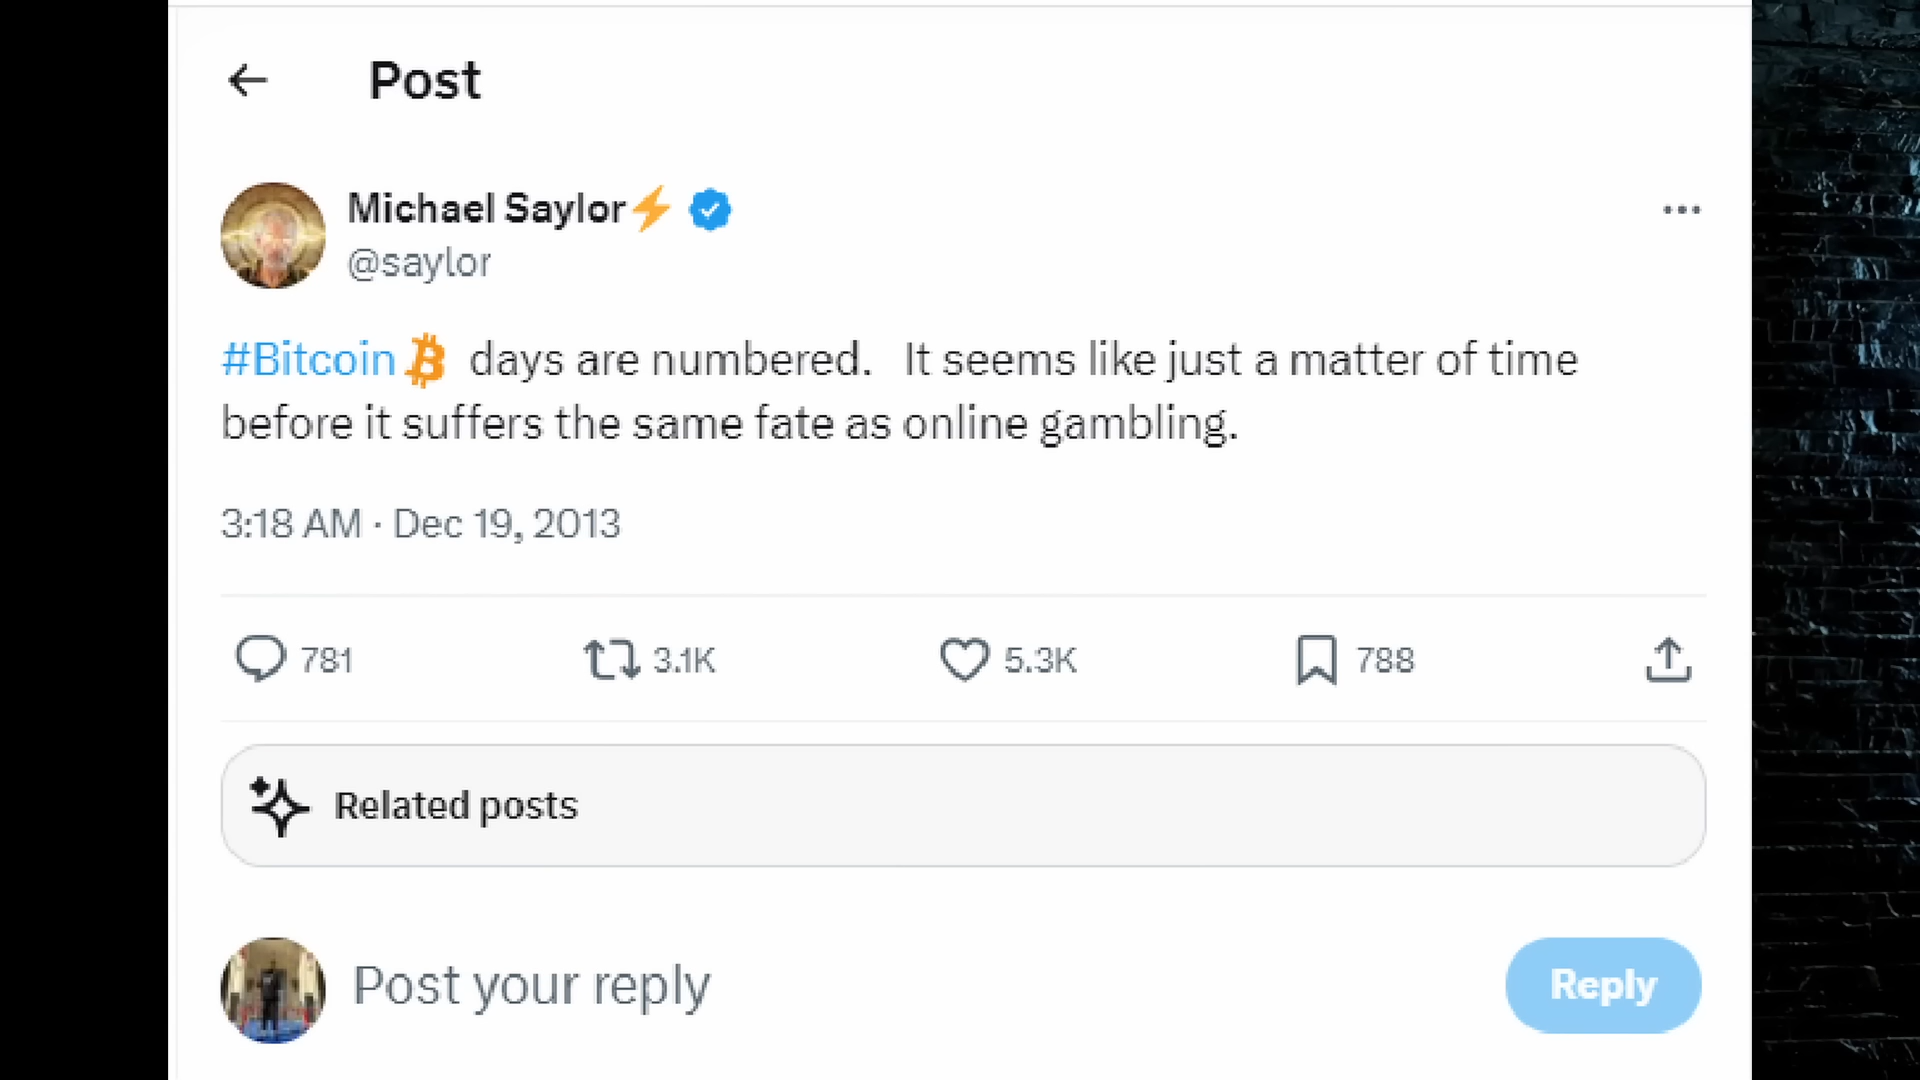 Post
Michael Saylor⚡
@saylor
#Bitcoin days are numbered. It seems like just a matter of time
before it suffers the same fate as online gambling.
3:18 AM · Dec 19, 2013
781 3.1K 5.3K 788
Related posts
Post your reply
Reply